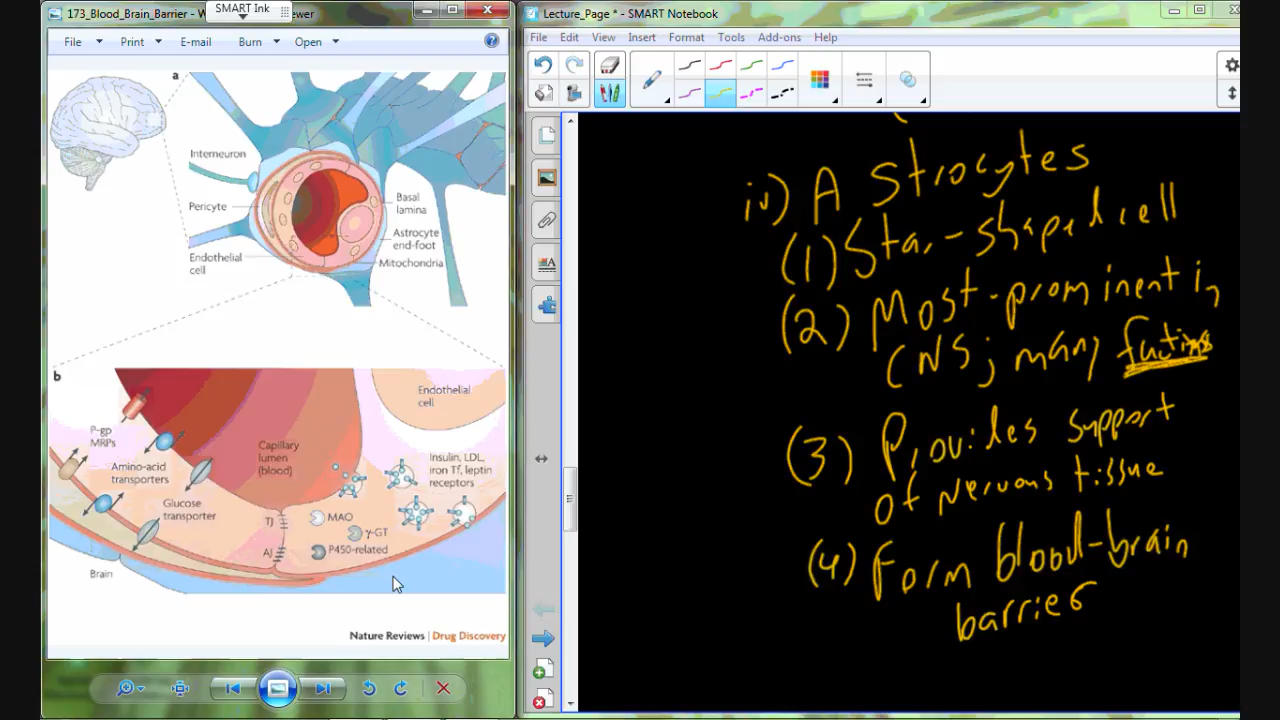 173_Blood_Brain_Barrier - W
SMART Ink
ewer
File Print E-mail Burn Open
a
Interneuron
Pericyte
Endothelial
cell
Basal
lamina
Astrocyte
end-foot
Mitochondria
b
Endothelial
cell
P-gp
MRPs
Amino-acid
transporters
Glucose
transporter
Capillary
lumen
(blood)
Insulin, LDL,
iron Tf, leptin
receptors
TJ
MAO
γ-GT
AJ
P450-related
Brain
Nature Reviews | Drug Discovery
Lecture_Page * - SMART Notebook
File Edit View Insert Format Tools Add-ons Help
iv) Astrocytes
(1) Star-shaped cell
(2) Most-prominent in
CNS; many
(3) Provides support
of nervous tissue
(4) Form blood-brain
barrier